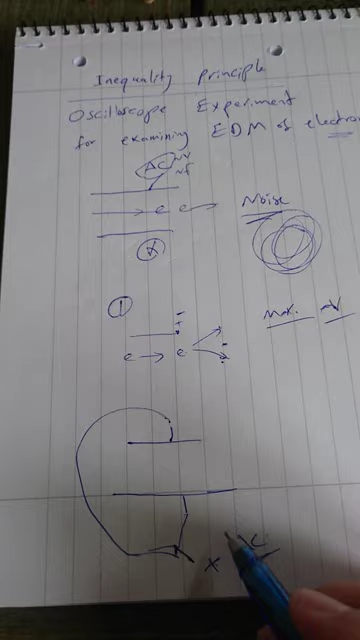 Inequality principle
Oscilloscope Experiment
for examining EDM of electron
AC
e e Noise
x
e e
Max.
x